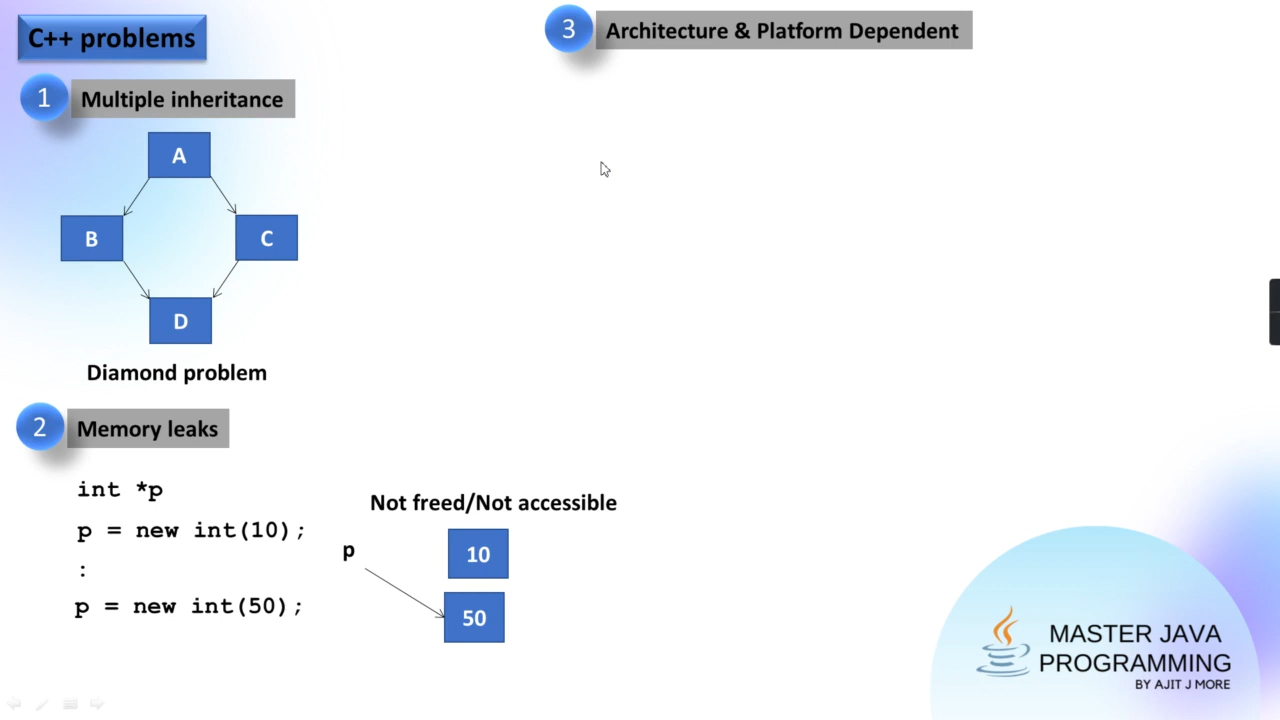 C++ problems
1
Multiple inheritance
A
B
C
D
Diamond problem
2
Memory leaks
int *p
p = new int(10);
:
p = new int(50);
Not freed/Not accessible
p
10
50
3
Architecture & Platform Dependent
MASTER JAVA
PROGRAMMING
BY AJIT J MORE